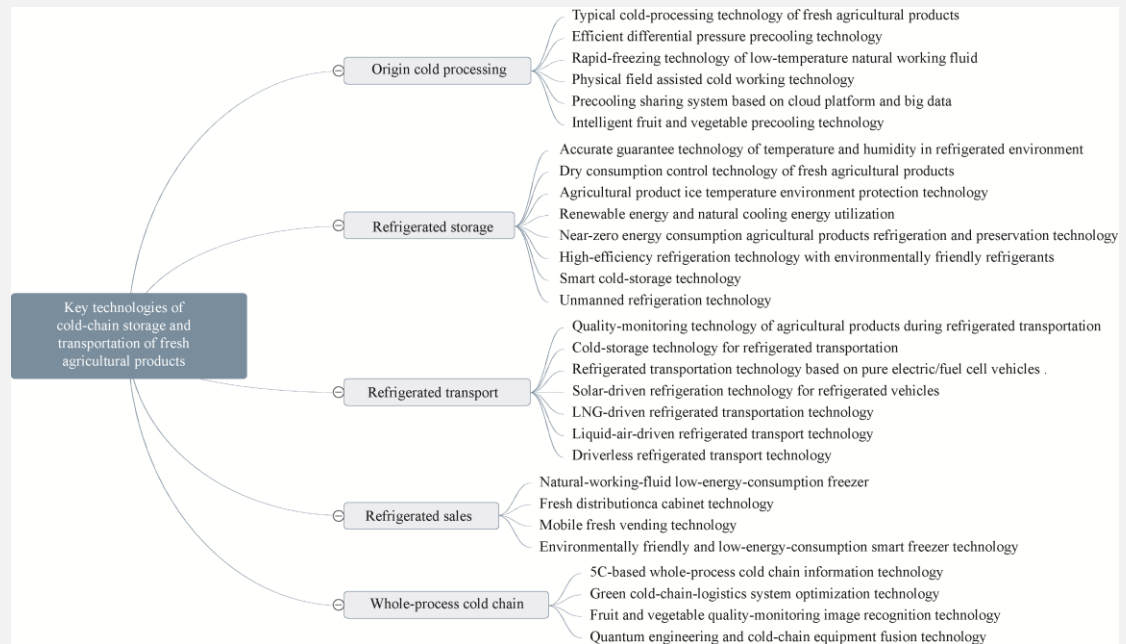 Key technologies of
cold-chain storage and
transportation of fresh
agricultural products
Origin cold processing
Typical cold-processing technology of fresh agricultural products
Efficient differential pressure precooling technology
Rapid-freezing technology of low-temperature natural working fluid
Physical field assisted cold working technology
Precooling sharing system based on cloud platform and big data
Intelligent fruit and vegetable precooling technology
Refrigerated storage
Accurate guarantee technology of temperature and humidity in refrigerated environment
Dry consumption control technology of fresh agricultural products
Agricultural product ice temperature environment protection technology
Renewable energy and natural cooling energy utilization
Near-zero energy consumption agricultural products refrigeration and preservation technology
High-efficiency refrigeration technology with environmentally friendly refrigerants
Smart cold-storage technology
Unmanned refrigeration technology
Refrigerated transport
Quality-monitoring technology of agricultural products during refrigerated transportation
Cold-storage technology for refrigerated transportation
Refrigerated transportation technology based on pure electric/fuel cell vehicles .
Solar-driven refrigeration technology for refrigerated vehicles
LNG-driven refrigerated transportation technology
Liquid-air-driven refrigerated transport technology
Driverless refrigerated transport technology
Refrigerated sales
Natural-working-fluid low-energy-consumption freezer
Fresh distributionca cabinet technology
Mobile fresh vending technology
Environmentally friendly and low-energy-consumption smart freezer technology
Whole-process cold chain
5C-based whole-process cold chain information technology
Green cold-chain-logistics system optimization technology
Fruit and vegetable quality-monitoring image recognition technology
Quantum engineering and cold-chain equipment fusion technology